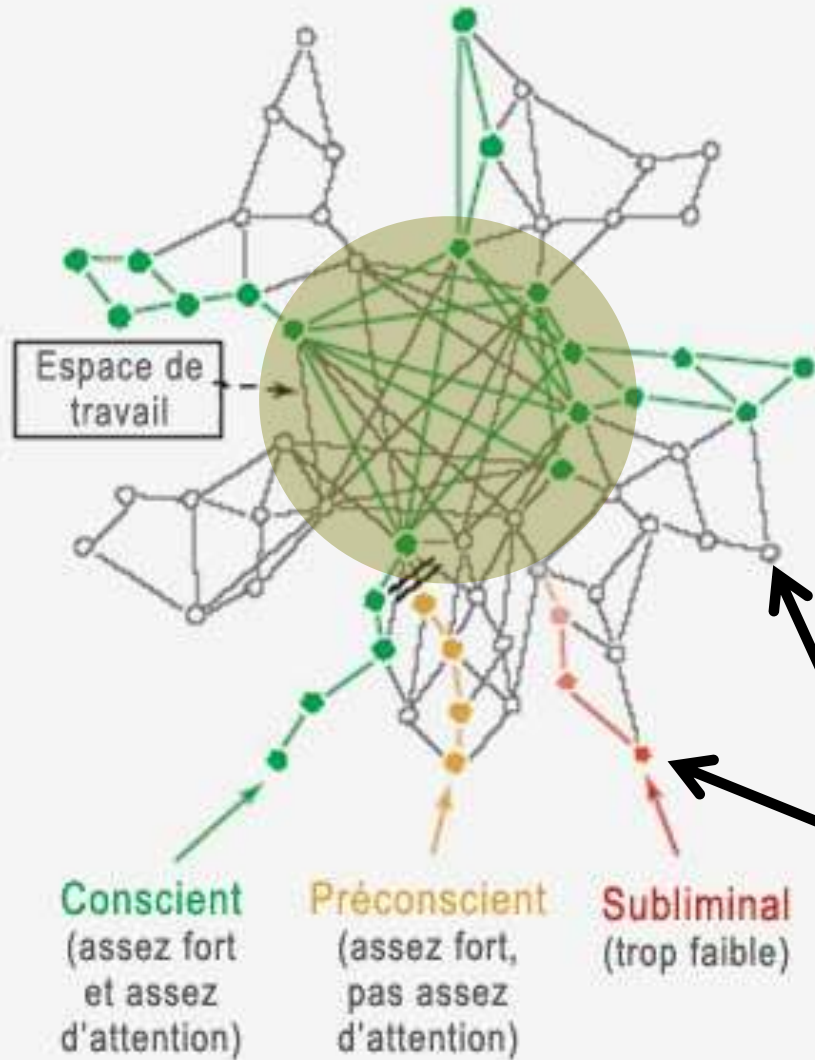 Espace de
travail
Conscient
(assez fort
et assez
d'attention)
Préconscient
(assez fort,
pas assez
d'attention)
Subliminal
(trop faible)